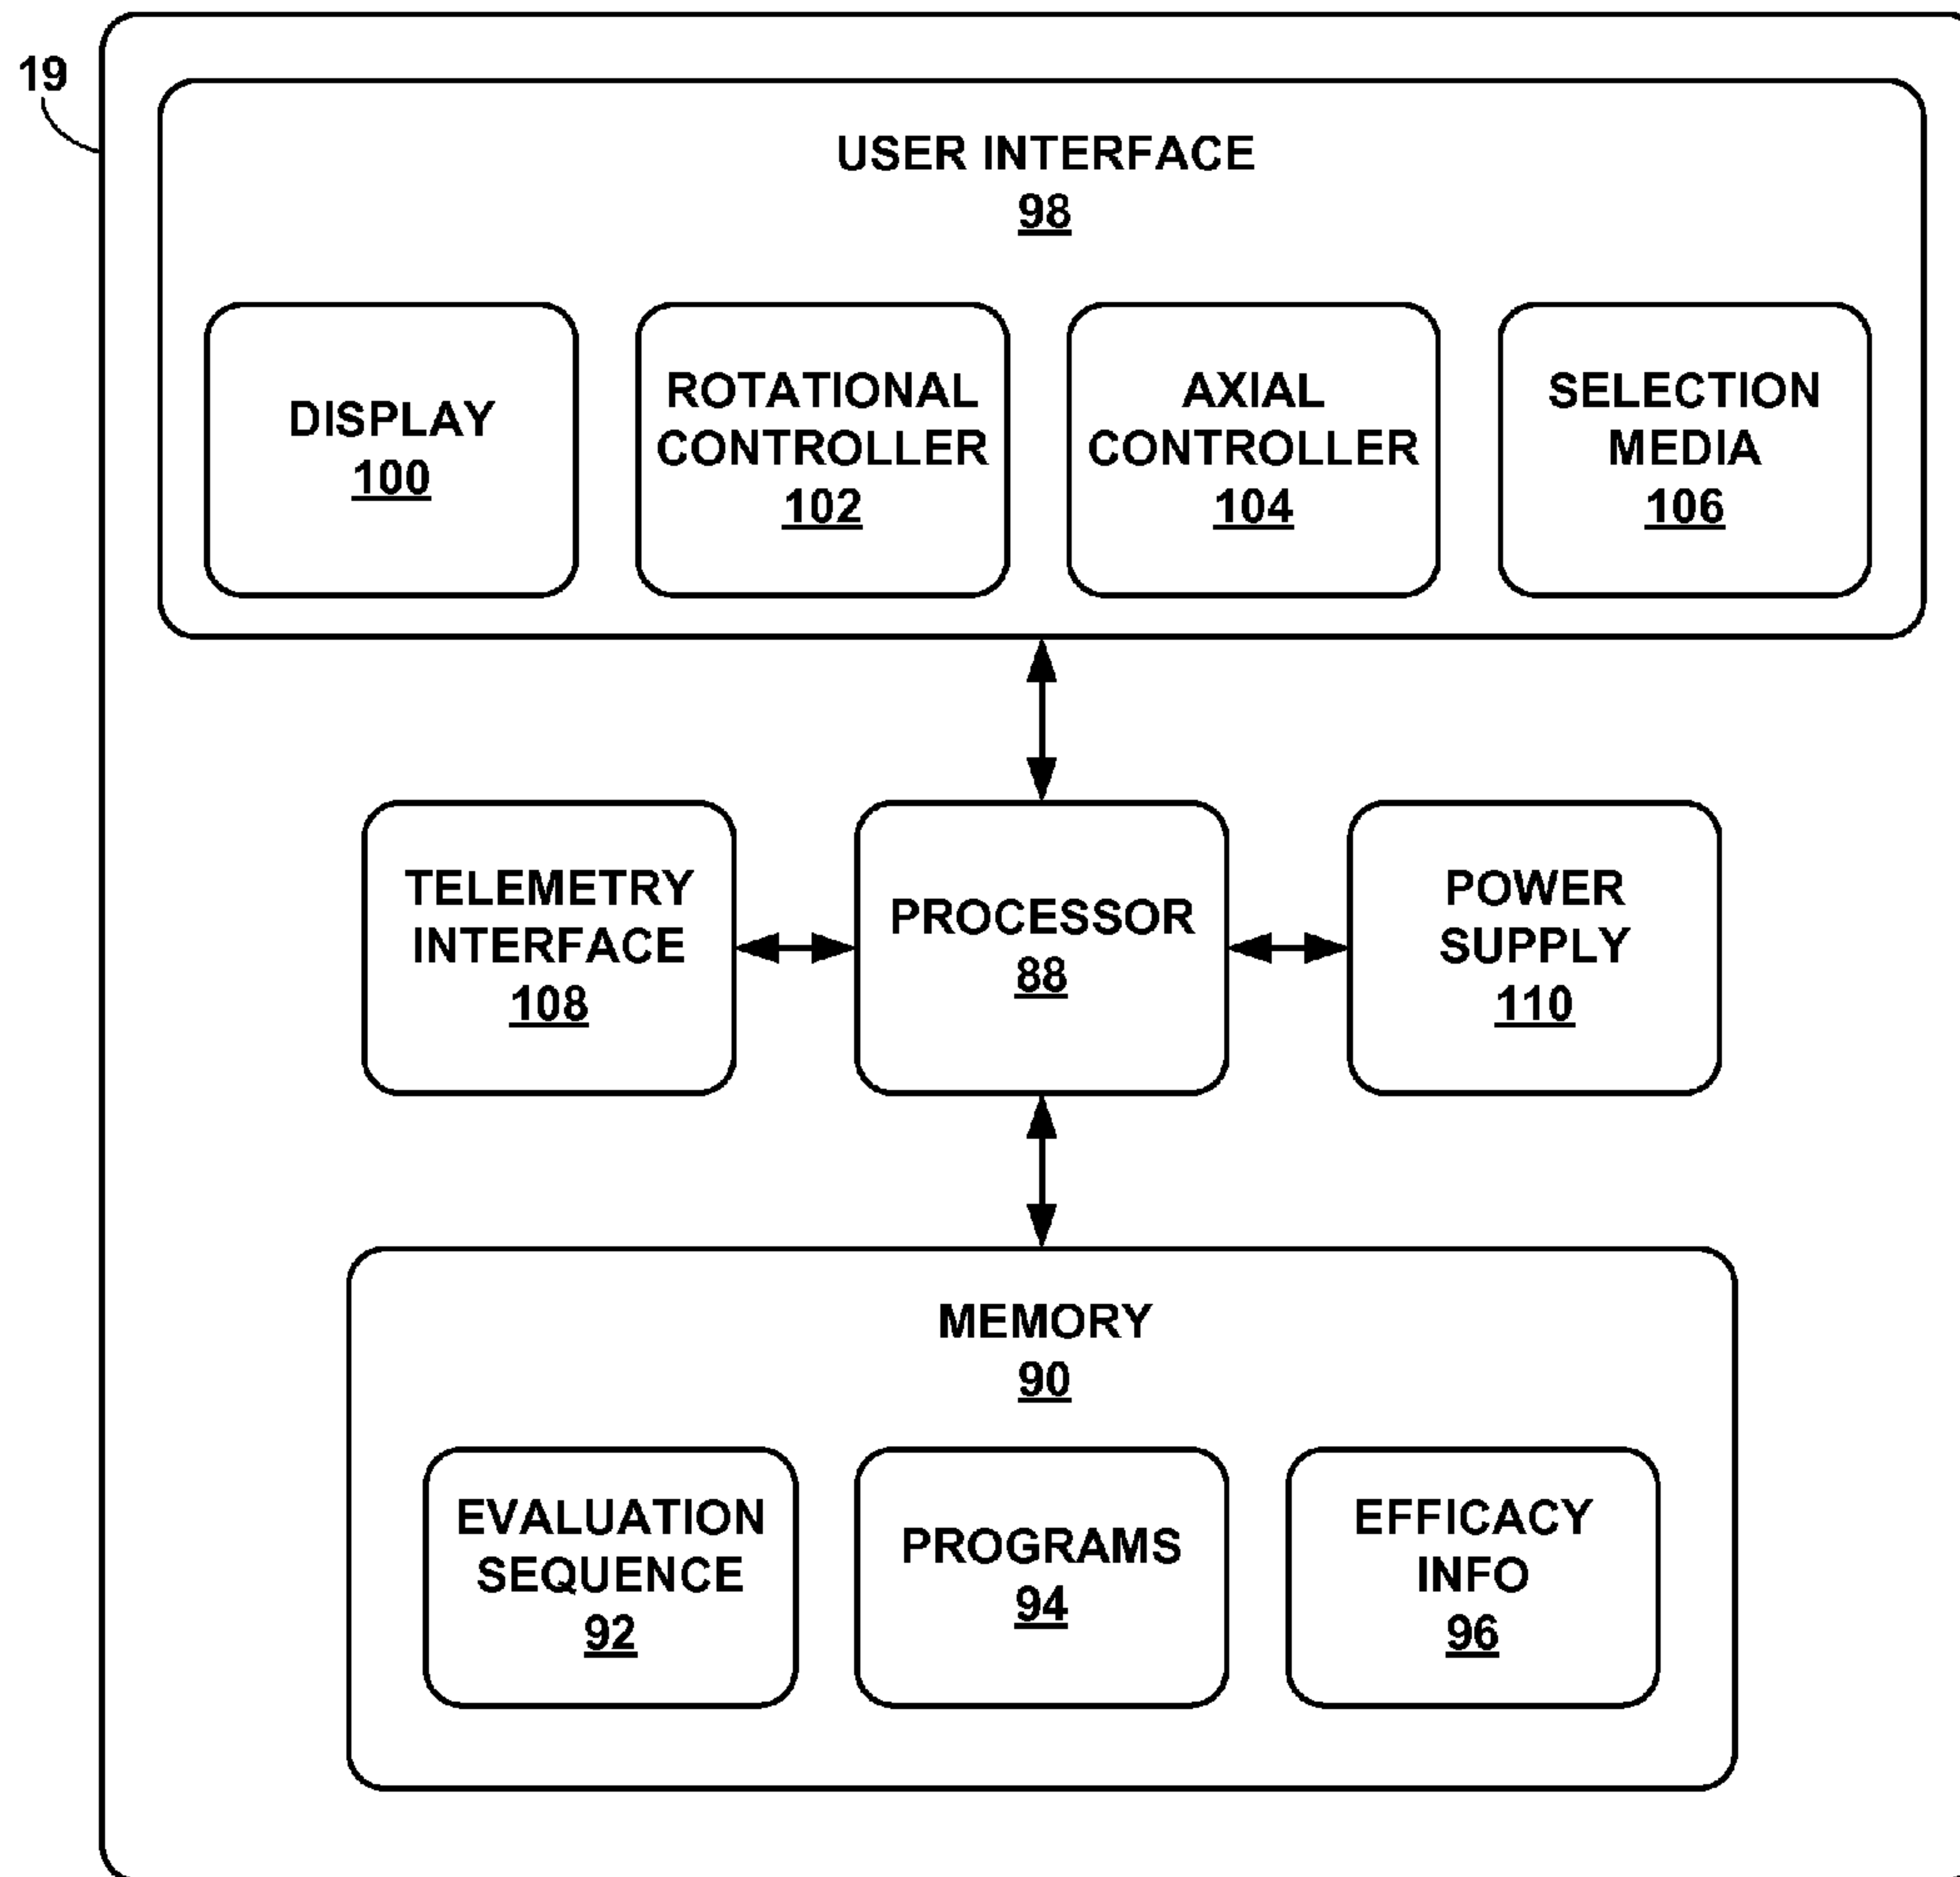 19
USER INTERFACE
98
DISPLAY
100
ROTATIONAL
CONTROLLER
102
AXIAL
CONTROLLER
104
SELECTION
MEDIA
106
TELEMETRY
INTERFACE
108
PROCESSOR
88
POWER
SUPPLY
110
MEMORY
90
EVALUATION
SEQUENCE
92
PROGRAMS
94
EFFICACY
INFO
96